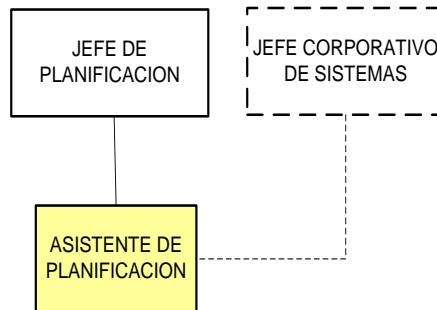 JEFE DE
PLANIFICACION
JEFE CORPORATIVO
DE SISTEMAS
ASISTENTE DE
PLANIFICACION